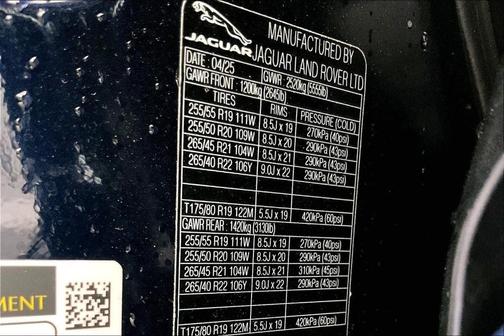 JAGUAR
MANUFACTURED BY
JAGUAR LAND ROVER LTD
DATE : 04/25 GVWR : 2520kg (5555lb)
GAWR FRONT : 1200kg (2645lb)
TIRES RIMS PRESSURE (COLD)
255/55 R19 111W 8.5J x 19 270kPa (40psi)
255/50 R20 109W 8.5J x 20 290kPa (43psi)
265/45 R21 104W 8.5J x 21 290kPa (43psi)
265/40 R22 106Y 9.0J x 22 290kPa (43psi)
T175/80 R19 122M 5.5J x 19 420kPa (60psi)
GAWR REAR : 1420kg (3130lb)
255/55 R19 111W 8.5J x 19 270kPa (40psi)
255/50 R20 109W 8.5J x 20 290kPa (43psi)
265/45 R21 104W 8.5J x 21 310kPa (45psi)
265/40 R22 106Y 9.0J x 22 290kPa (43psi)
T175/80 R19 122M 5.5J x 19 420kPa (60psi)
MENT